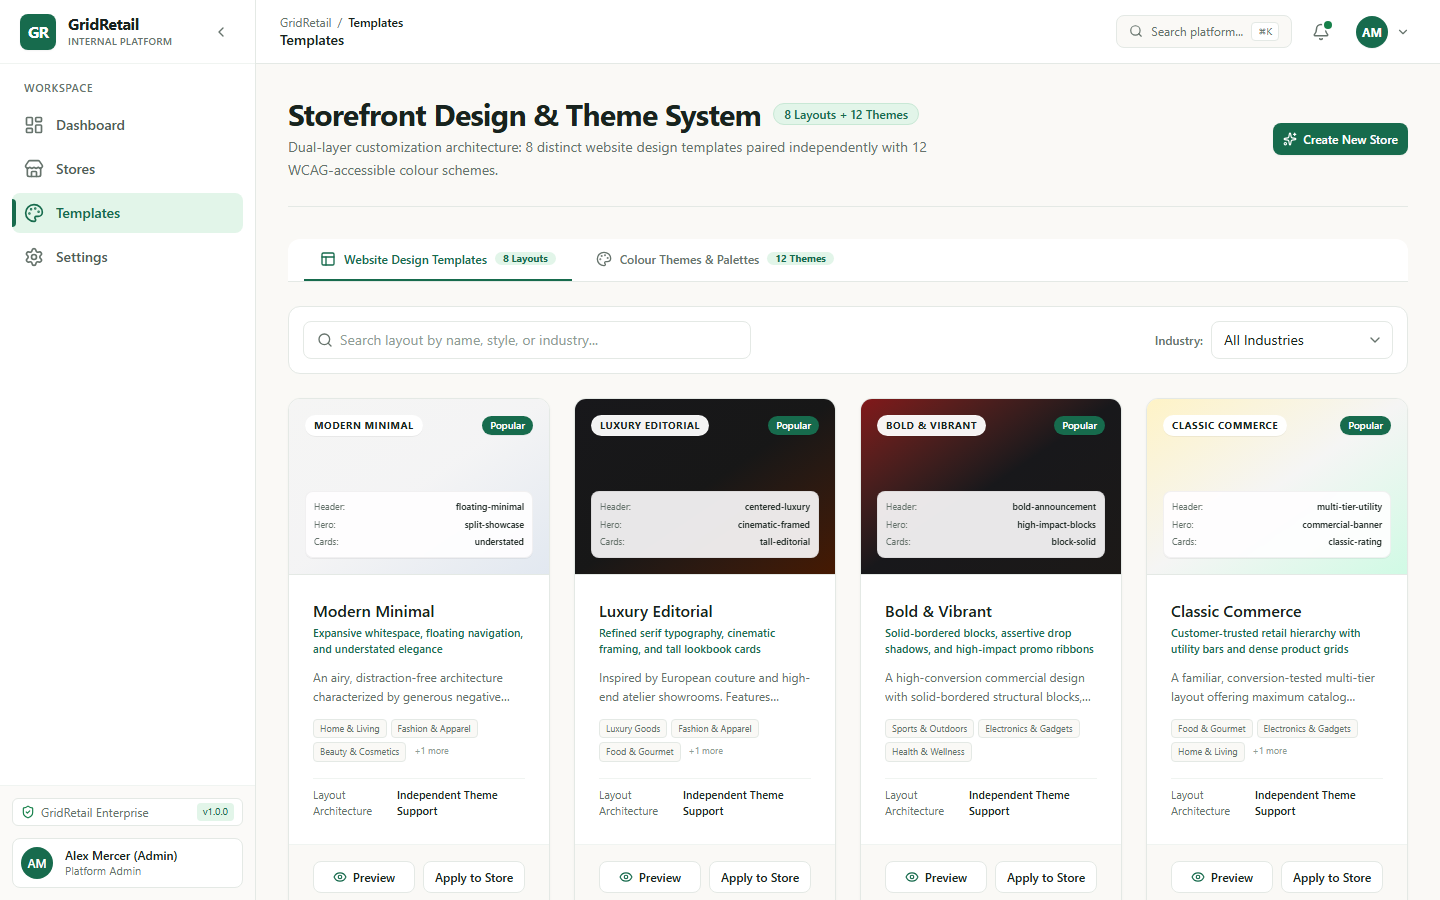 GR
GridRetail
INTERNAL PLATFORM
WORKSPACE
Dashboard
Stores
Templates
Settings
GridRetail Enterprise
v1.0.0
AM
Alex Mercer (Admin)
Platform Admin
GridRetail / Templates
Templates
Search platform...
⌘K
AM
Storefront Design & Theme System
8 Layouts + 12 Themes
Dual-layer customization architecture: 8 distinct website design templates paired independently with 12
WCAG-accessible colour schemes.
Create New Store
Website Design Templates
8 Layouts
Colour Themes & Palettes
12 Themes
Search layout by name, style, or industry...
Industry:
All Industries
MODERN MINIMAL
Popular
Header: floating-minimal
Hero: split-showcase
Cards: understated
Modern Minimal
Expansive whitespace, floating navigation,
and understated elegance
An airy, distraction-free architecture
characterized by generous negative...
Home & Living
Fashion & Apparel
Beauty & Cosmetics
+1 more
Layout
Architecture
Independent Theme
Support
Preview
Apply to Store
LUXURY EDITORIAL
Popular
Header: centered-luxury
Hero: cinematic-framed
Cards: tall-editorial
Luxury Editorial
Refined serif typography, cinematic
framing, and tall lookbook cards
Inspired by European couture and high-
end atelier showrooms. Features...
Luxury Goods
Fashion & Apparel
Food & Gourmet
+1 more
Layout
Architecture
Independent Theme
Support
Preview
Apply to Store
BOLD & VIBRANT
Popular
Header: bold-announcement
Hero: high-impact-blocks
Cards: block-solid
Bold & Vibrant
Solid-bordered blocks, assertive drop
shadows, and high-impact promo ribbons
A high-conversion commercial design
with solid-bordered structural blocks,...
Sports & Outdoors
Electronics & Gadgets
Health & Wellness
Layout
Architecture
Independent Theme
Support
Preview
Apply to Store
CLASSIC COMMERCE
Popular
Header: multi-tier-utility
Hero: commercial-banner
Cards: classic-rating
Classic Commerce
Customer-trusted retail hierarchy with
utility bars and dense product grids
A familiar, conversion-tested multi-tier
layout offering maximum catalog...
Food & Gourmet
Electronics & Gadgets
Home & Living
+1 more
Layout
Architecture
Independent Theme
Support
Preview
Apply to Store